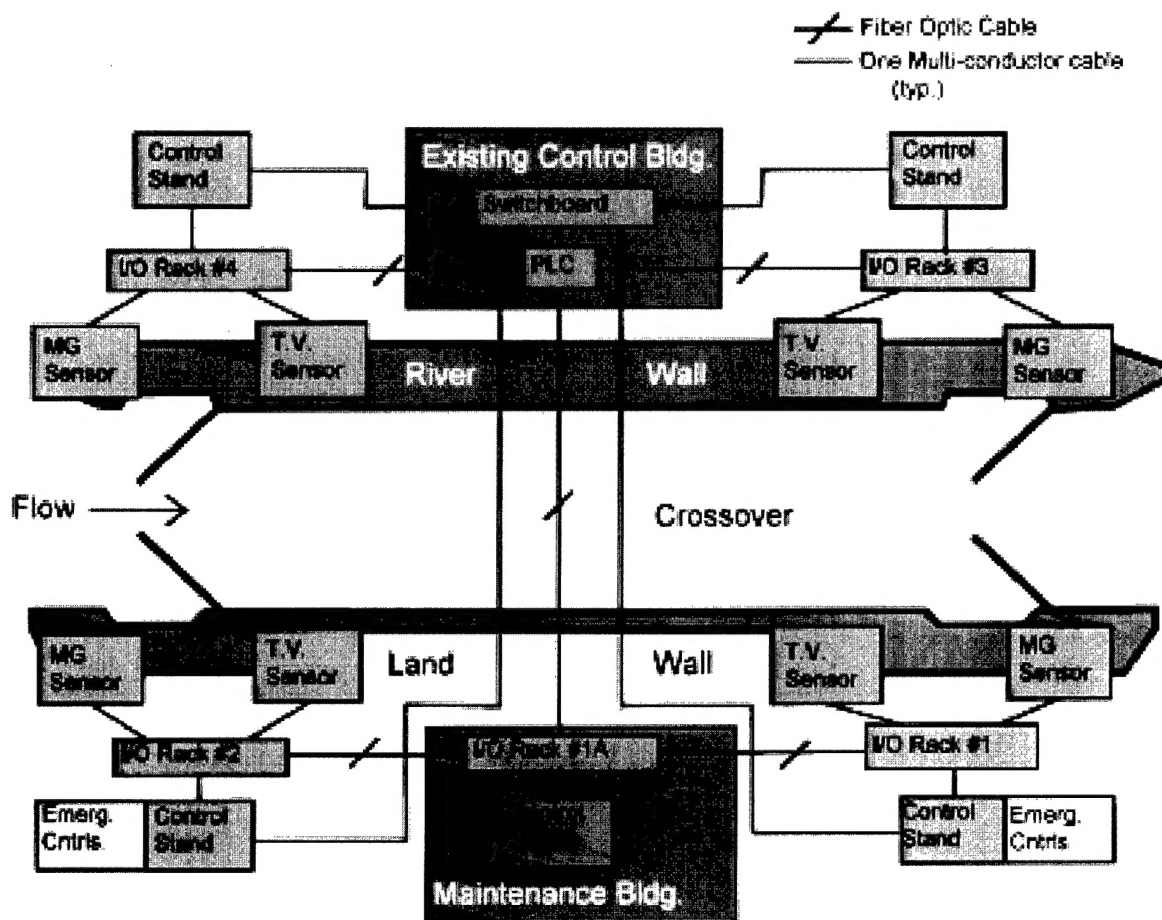 Fiber Optic Cable
One Multi-conductor cable
(typ.)
Control
Stand
Existing Control Bldg.
Switchboard
PLC
Control
Stand
I/O Rack #4
I/O Rack #3
MG
Sensor
T.V.
Sensor
River
Wall
T.V.
Sensor
MG
Sensor
Flow
Crossover
MG
Sensor
T.V.
Sensor
Land
Wall
T.V.
Sensor
MG
Sensor
I/O Rack #2
I/O Rack #1A
I/O Rack #1
Emerg.
Cntrls.
Control
Stand
Control
Stand
Emerg.
Cntrls.
Maintenance Bldg.